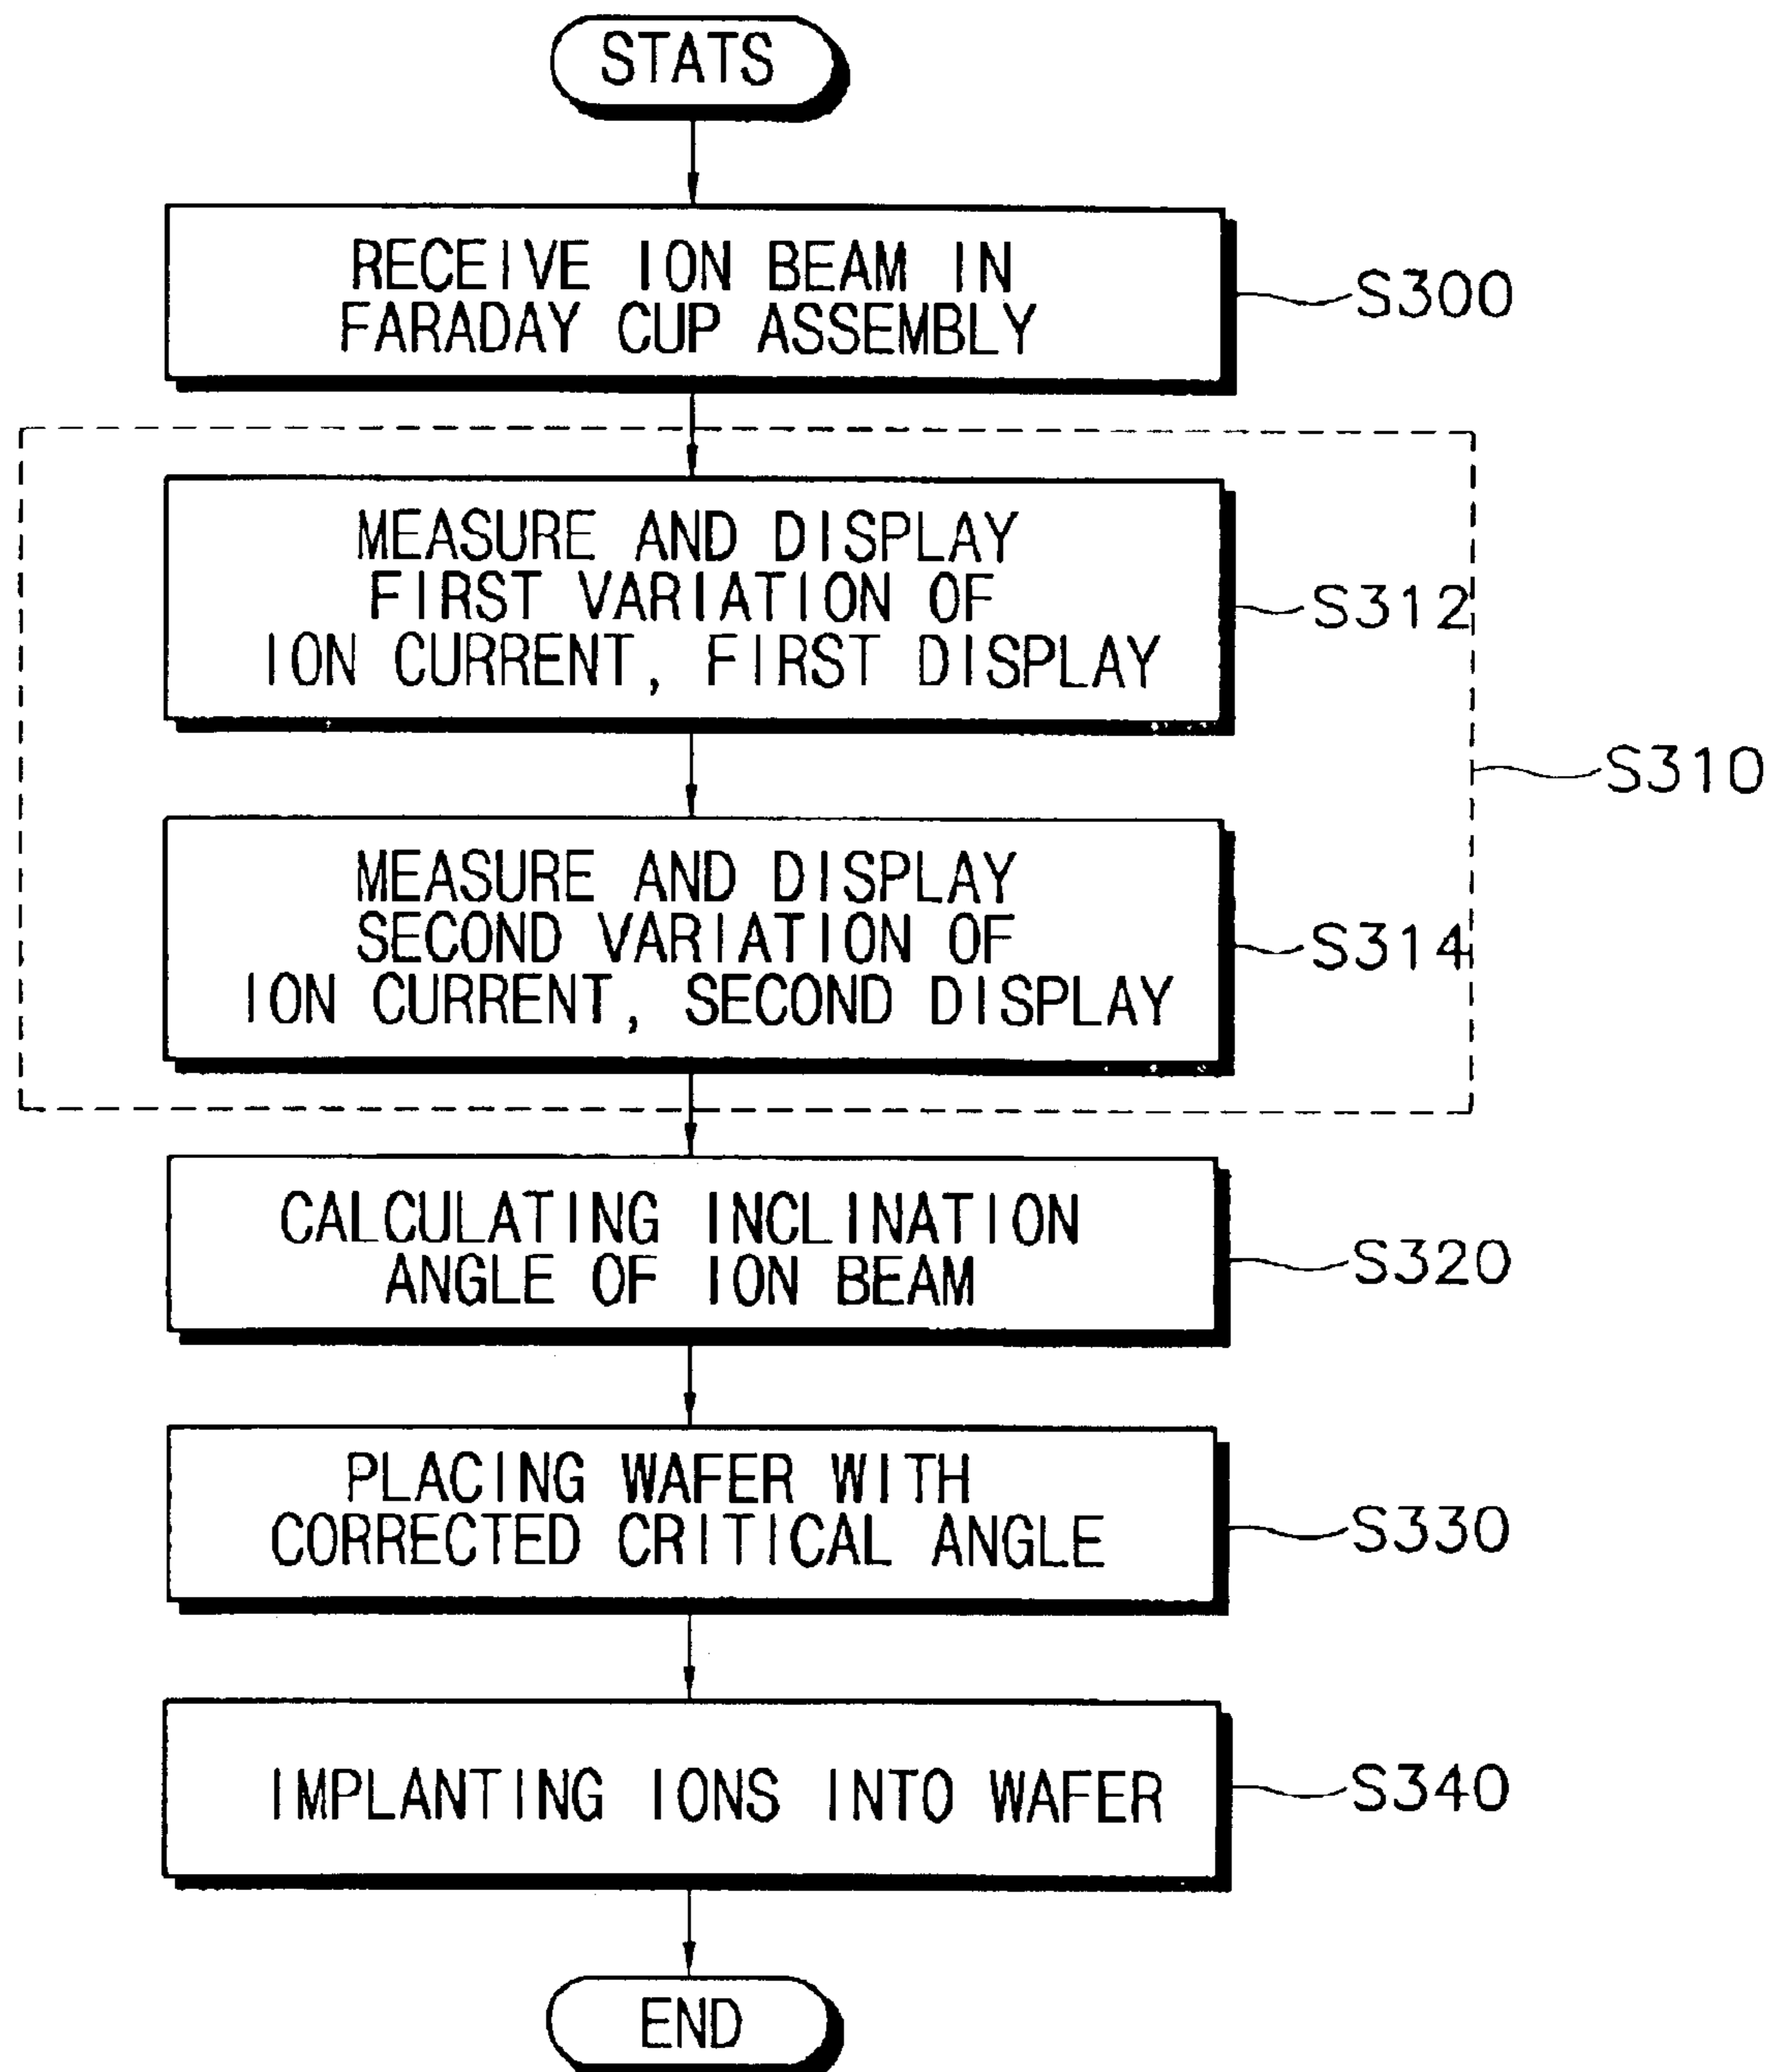 STATS
RECEIVE ION BEAM IN
FARADAY CUP ASSEMBLY
S300
MEASURE AND DISPLAY
FIRST VARIATION OF
ION CURRENT, FIRST DISPLAY
S312
S310
MEASURE AND DISPLAY
SECOND VARIATION OF
ION CURRENT, SECOND DISPLAY
S314
CALCULATING INCLINATION
ANGLE OF ION BEAM
S320
PLACING WAFER WITH
CORRECTED CRITICAL ANGLE
S330
IMPLANTING IONS INTO WAFER
S340
END